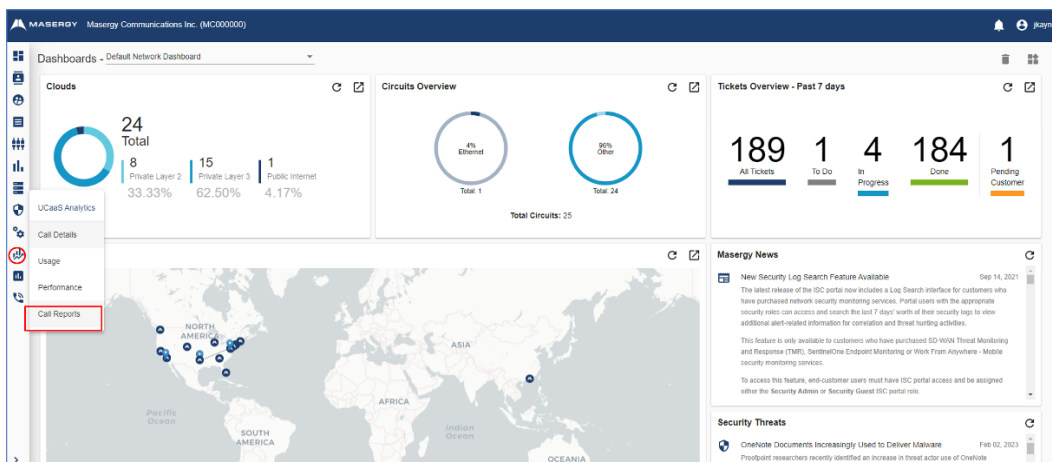 MASERGY Masergy Communications Inc. (MC000000)
jkayn
Dashboards - Default Network Dashboard
Clouds
24
Total
8
Private Layer 2
33.33%
15
Private Layer 3
62.50%
1
Public Internet
4.17%
Circuits Overview
4%
Ethernet
Total: 1
96%
Other
Total: 24
Total Circuits: 25
Tickets Overview - Past 7 days
189
All Tickets
1
To Do
4
In
Progress
184
Done
1
Pending
Customer
UCaaS Analytics
Call Details
Usage
Performance
Call Reports
NORTH
AMERICA
ASIA
AFRICA
Pacific
Ocean
SOUTH
AMERICA
Indian
Ocean
OCEANIA
Masergy News
New Security Log Search Feature Available Sep 14, 2021
The latest release of the ISC portal now includes a Log Search interface for customers who
have purchased network security monitoring services. Portal users with the appropriate
security roles can access and search the last 7 days' worth of their security logs to view
additional alert-related information for correlation and threat hunting activities.
This feature is only available to customers who have purchased SD-WAN Threat Monitoring
and Response (TMR), SentinelOne Endpoint Monitoring or Work From Anywhere - Mobile
security monitoring services.
To access this feature, end-customer users must have ISC portal access and be assigned
either the Security Admin or Security Guest ISC portal role.
Security Threats
OneNote Documents Increasingly Used to Deliver Malware Feb 02, 2023
Proofpoint researchers recently identified an increase in threat actor use of OneNote